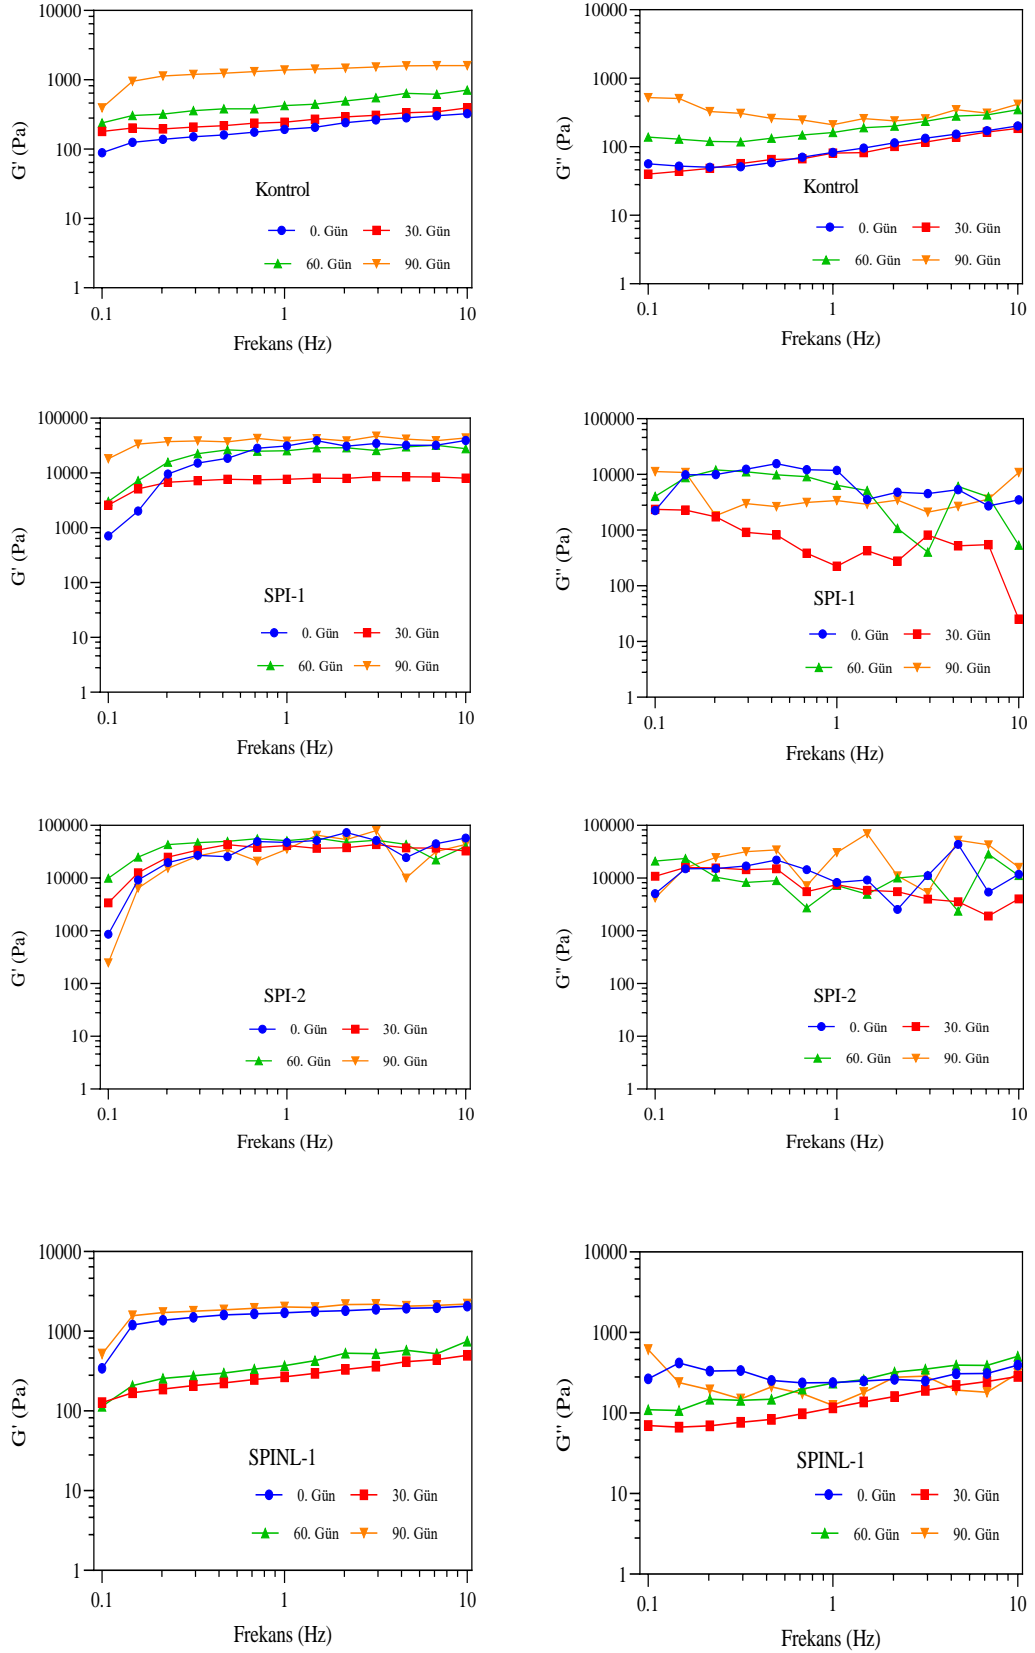 10000
1000
100
10
1
G' (Pa)
Kontrol
0. Gün 30. Gün
60. Gün 90. Gün
0.1 1 10
Frekans (Hz)
10000
1000
100
10
1
G'' (Pa)
Kontrol
0. Gün 30. Gün
60. Gün 90. Gün
0.1 1 10
Frekans (Hz)
100000
10000
1000
100
10
1
G' (Pa)
SPI-1
0. Gün 30. Gün
60. Gün 90. Gün
0.1 1 10
Frekans (Hz)
100000
10000
1000
100
10
1
G'' (Pa)
SPI-1
0. Gün 30. Gün
60. Gün 90. Gün
0.1 1 10
Frekans (Hz)
100000
10000
1000
100
10
1
G' (Pa)
SPI-2
0. Gün 30. Gün
60. Gün 90. Gün
0.1 1 10
Frekans (Hz)
100000
10000
1000
100
10
1
G'' (Pa)
SPI-2
0. Gün 30. Gün
60. Gün 90. Gün
0.1 1 10
Frekans (Hz)
10000
1000
100
10
1
G' (Pa)
SPINL-1
0. Gün 30. Gün
60. Gün 90. Gün
0.1 1 10
Frekans (Hz)
10000
1000
100
10
1
G'' (Pa)
SPINL-1
0. Gün 30. Gün
60. Gün 90. Gün
0.1 1 10
Frekans (Hz)